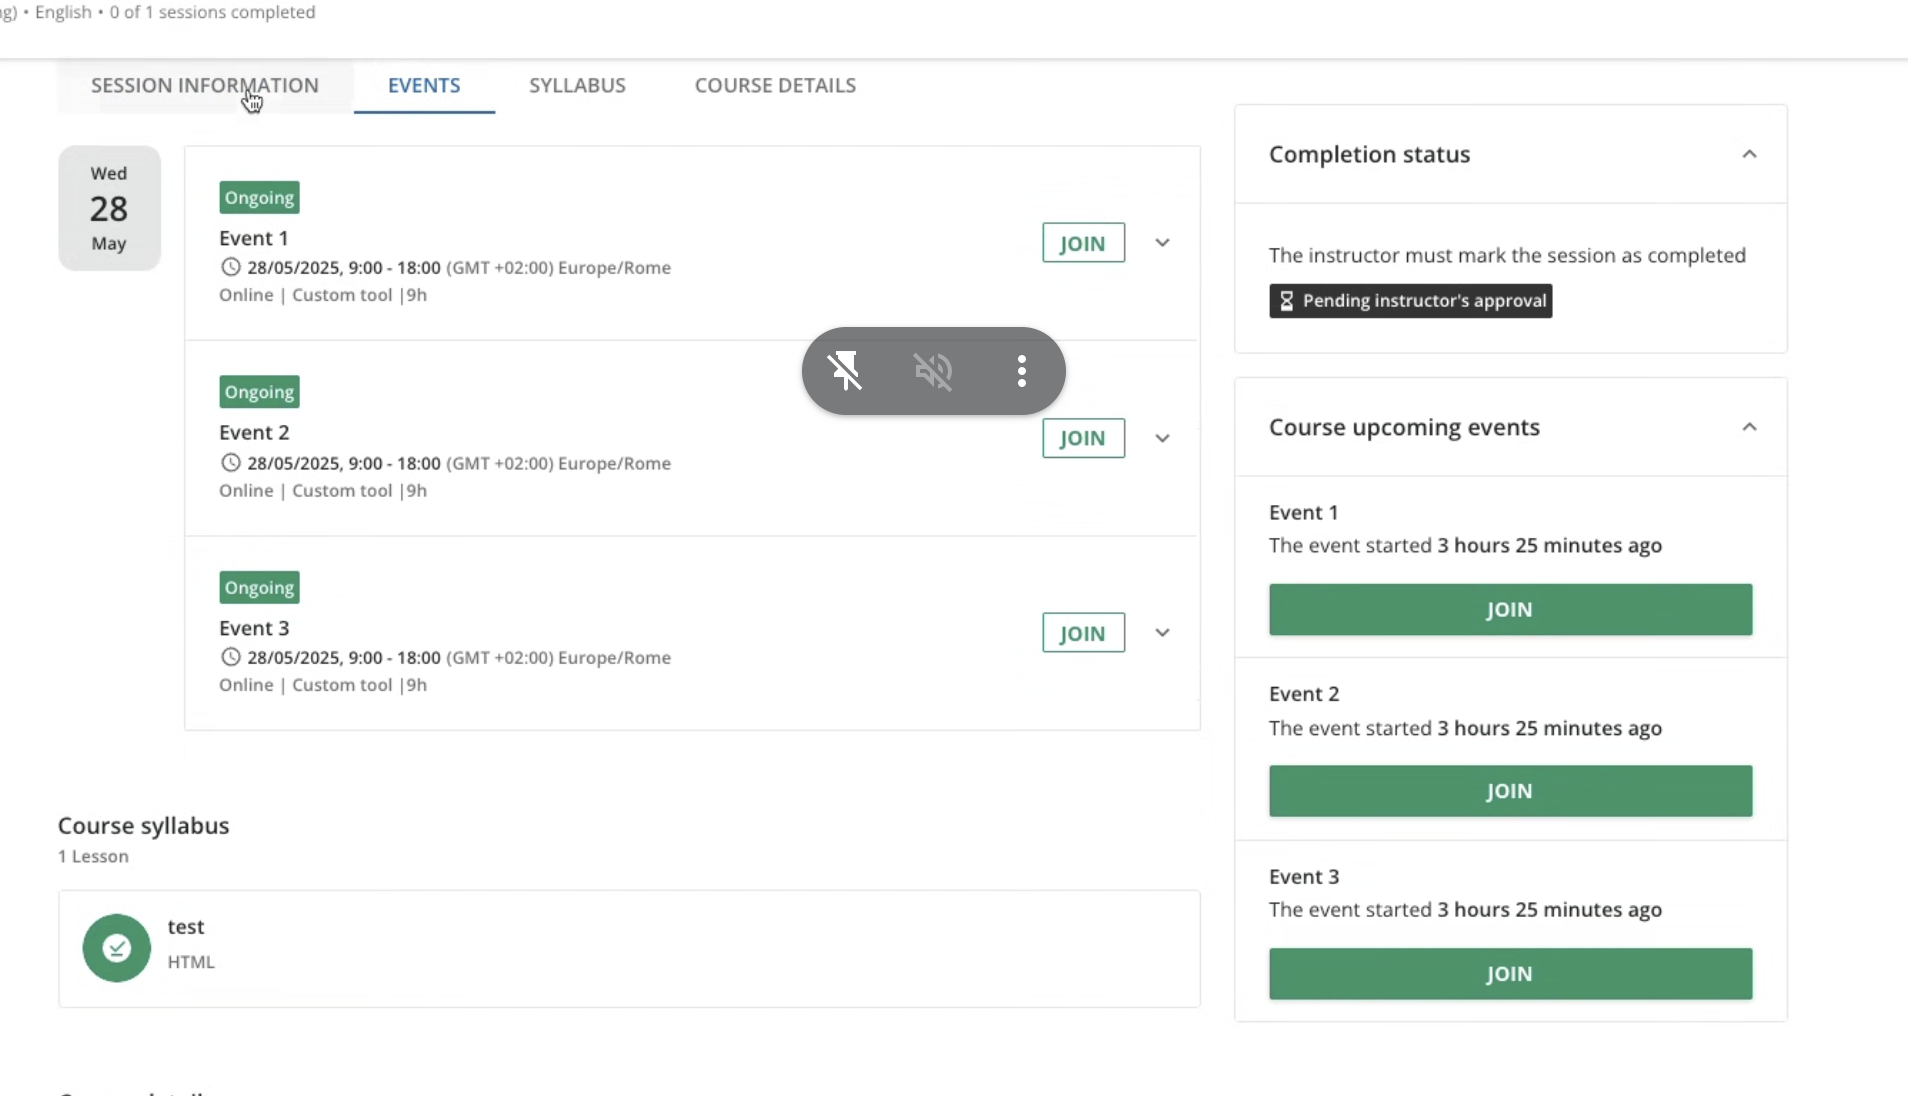 • English • 0 of 1 sessions completed
SESSION INFORMATION
EVENTS
SYLLABUS
COURSE DETAILS
Wed
28
May
Ongoing
Event 1
28/05/2025, 9:00 - 18:00 (GMT +02:00) Europe/Rome
Online | Custom tool |9h
JOIN
Ongoing
Event 2
28/05/2025, 9:00 - 18:00 (GMT +02:00) Europe/Rome
Online | Custom tool |9h
JOIN
Ongoing
Event 3
28/05/2025, 9:00 - 18:00 (GMT +02:00) Europe/Rome
Online | Custom tool |9h
JOIN
Course syllabus
1 Lesson
test
HTML
Completion status
The instructor must mark the session as completed
Pending instructor's approval
Course upcoming events
Event 1
The event started 3 hours 25 minutes ago
JOIN
Event 2
The event started 3 hours 25 minutes ago
JOIN
Event 3
The event started 3 hours 25 minutes ago
JOIN